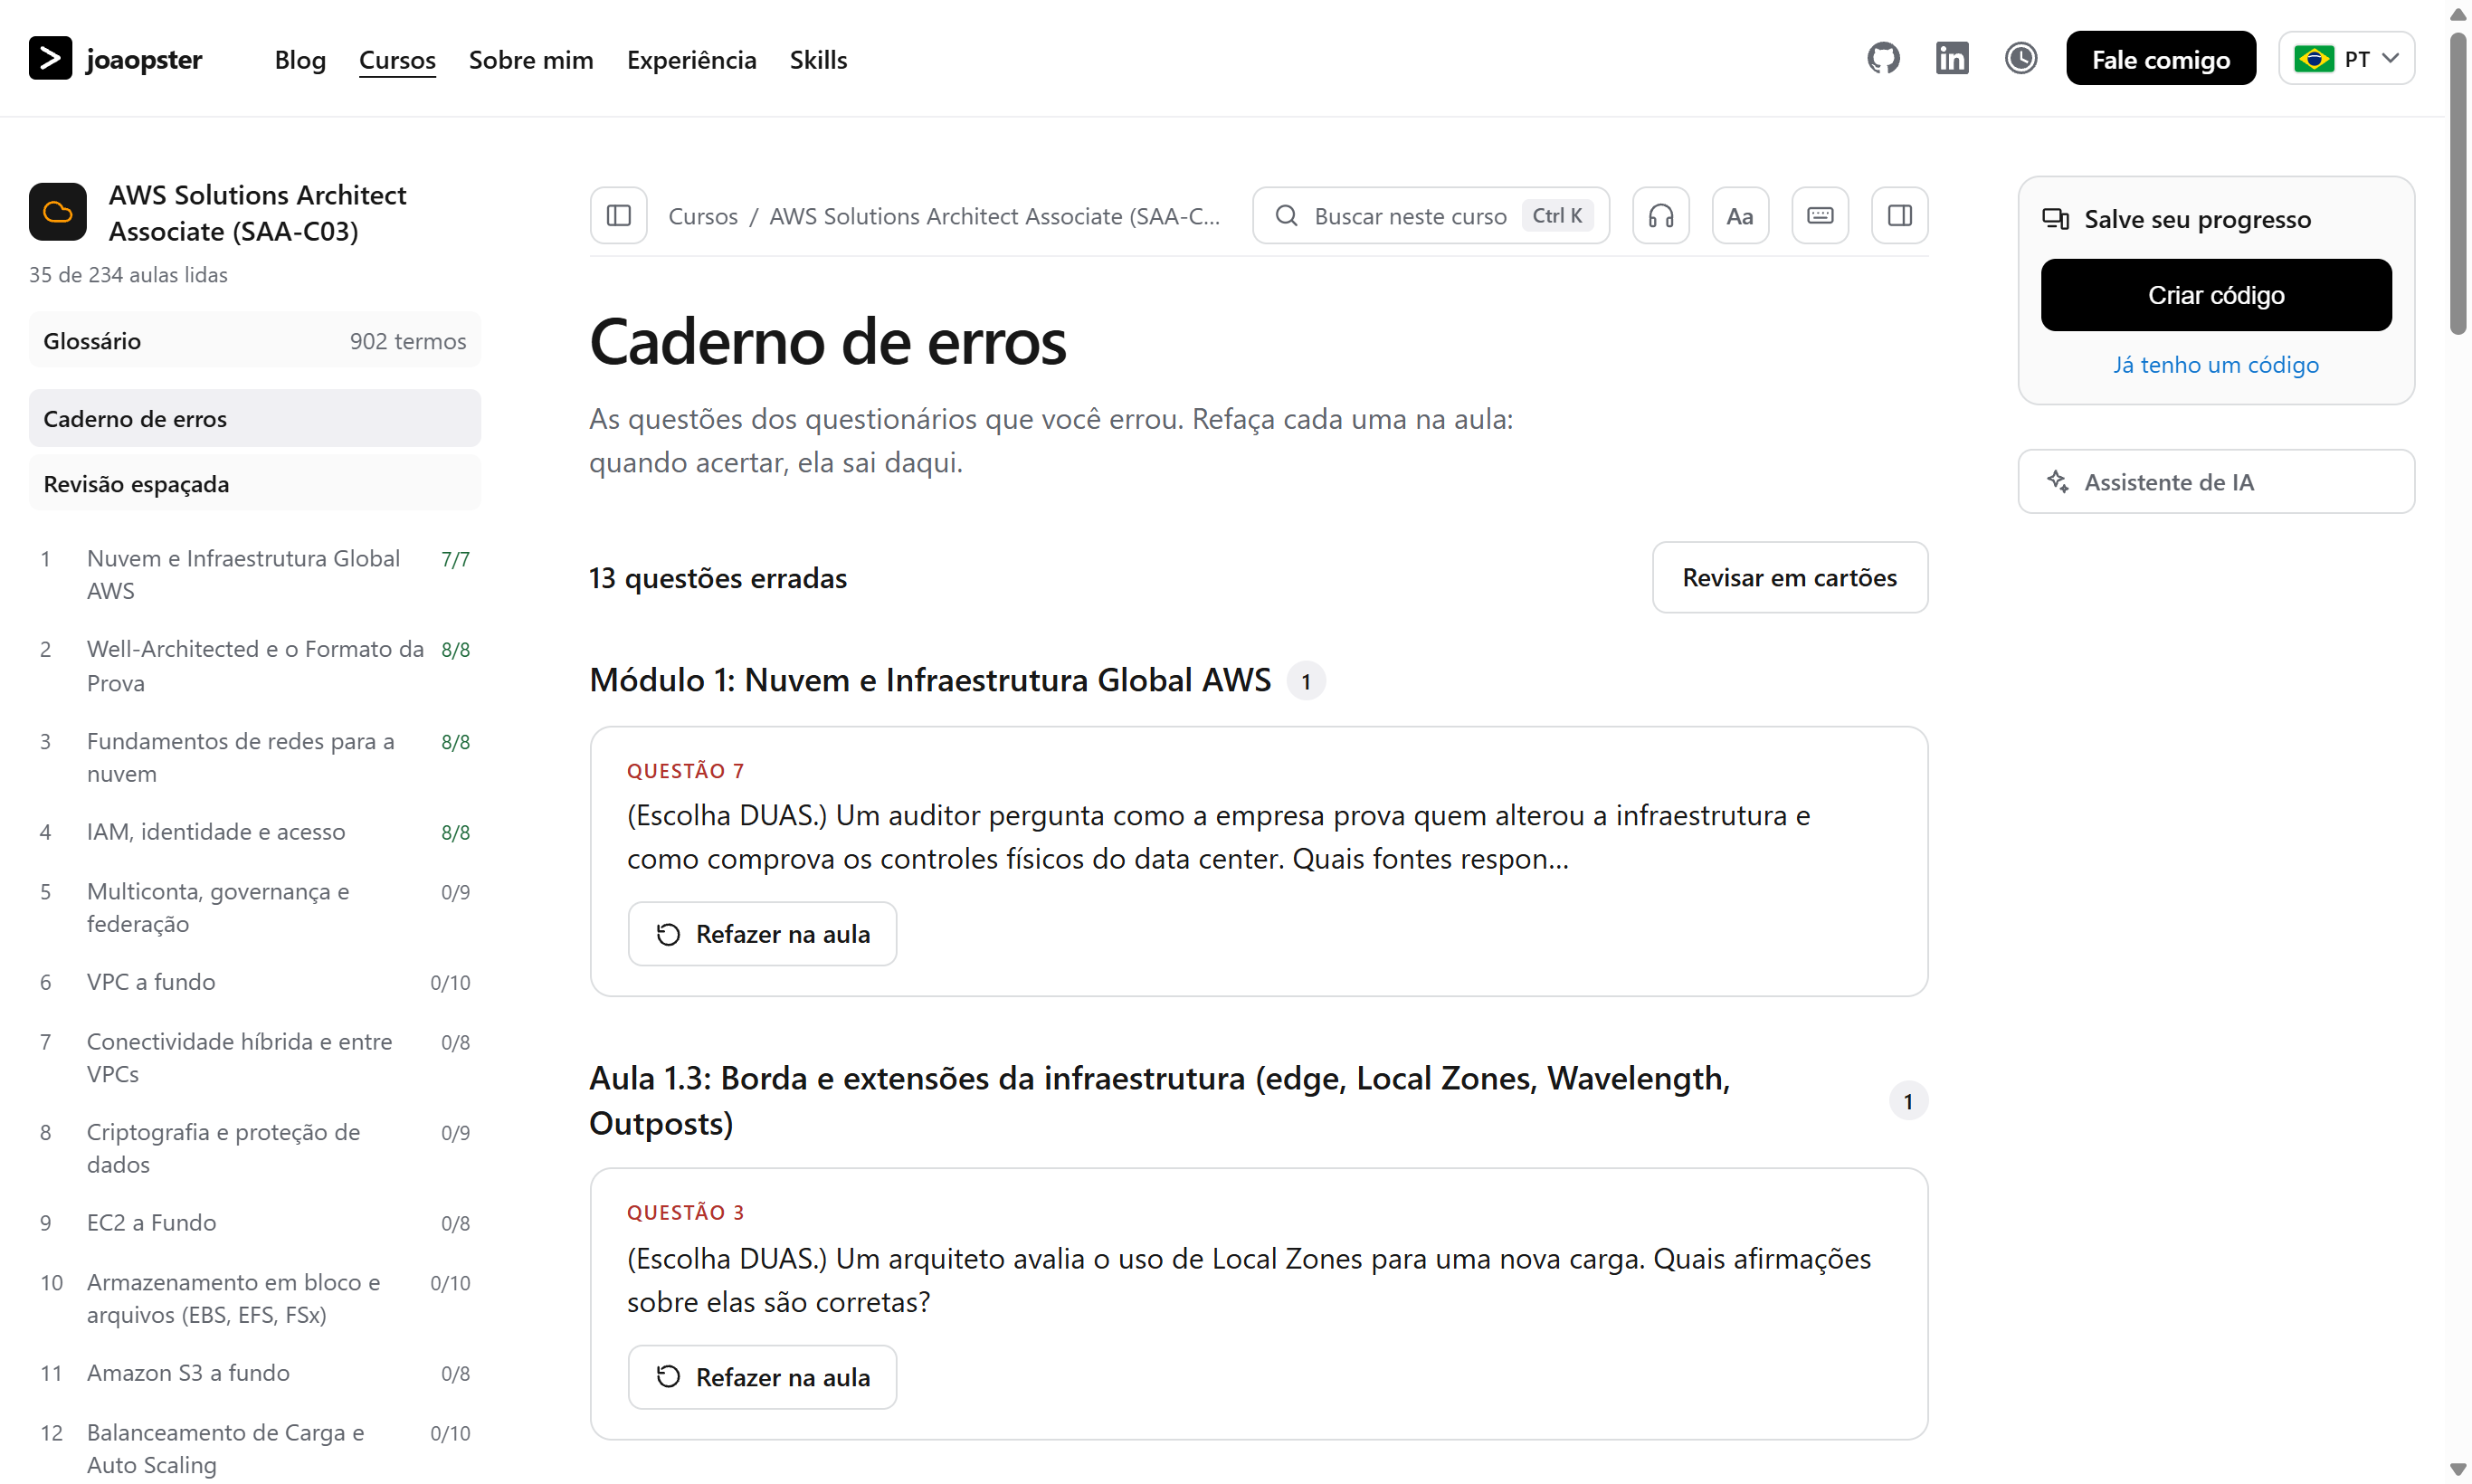 joaopster
Blog
Cursos
Sobre mim
Experiência
Skills
Fale comigo
PT
AWS Solutions Architect
Associate (SAA-C03)
35 de 234 aulas lidas
Glossário
902 termos
Caderno de erros
Revisão espaçada
1 Nuvem e Infraestrutura Global 7/7
AWS
2 Well-Architected e o Formato da 8/8
Prova
3 Fundamentos de redes para a 8/8
nuvem
4 IAM, identidade e acesso 8/8
5 Multiconta, governança e 0/9
federação
6 VPC a fundo 0/10
7 Conectividade híbrida e entre 0/8
VPCs
8 Criptografia e proteção de 0/9
dados
9 EC2 a Fundo 0/8
10 Armazenamento em bloco e 0/10
arquivos (EBS, EFS, FSx)
11 Amazon S3 a fundo 0/8
12 Balanceamento de Carga e 0/10
Auto Scaling
Cursos / AWS Solutions Architect Associate (SAA-C...
Buscar neste curso
Ctrl K
Aa
Caderno de erros
As questões dos questionários que você errou. Refaça cada uma na aula:
quando acertar, ela sai daqui.
13 questões erradas
Revisar em cartões
Módulo 1: Nuvem e Infraestrutura Global AWS 1
QUESTÃO 7
(Escolha DUAS.) Um auditor pergunta como a empresa prova quem alterou a infraestrutura e
como comprova os controles físicos do data center. Quais fontes respon...
Refazer na aula
Aula 1.3: Borda e extensões da infraestrutura (edge, Local Zones, Wavelength,
Outposts)
1
QUESTÃO 3
(Escolha DUAS.) Um arquiteto avalia o uso de Local Zones para uma nova carga. Quais afirmações
sobre elas são corretas?
Refazer na aula
Salve seu progresso
Criar código
Já tenho um código
Assistente de IA